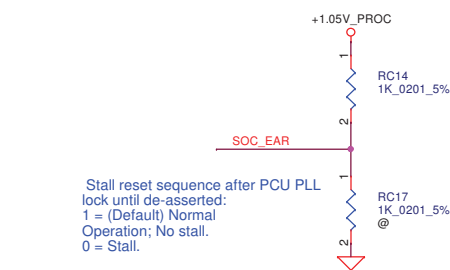 +1.05V_PROC
1
RC14
1K_0201_5%
2
SOC_EAR
1
Stall reset sequence after PCU PLL
lock until de-asserted:
1 = (Default) Normal
Operation; No stall.
0 = Stall.
RC17
1K_0201_5%
@
2